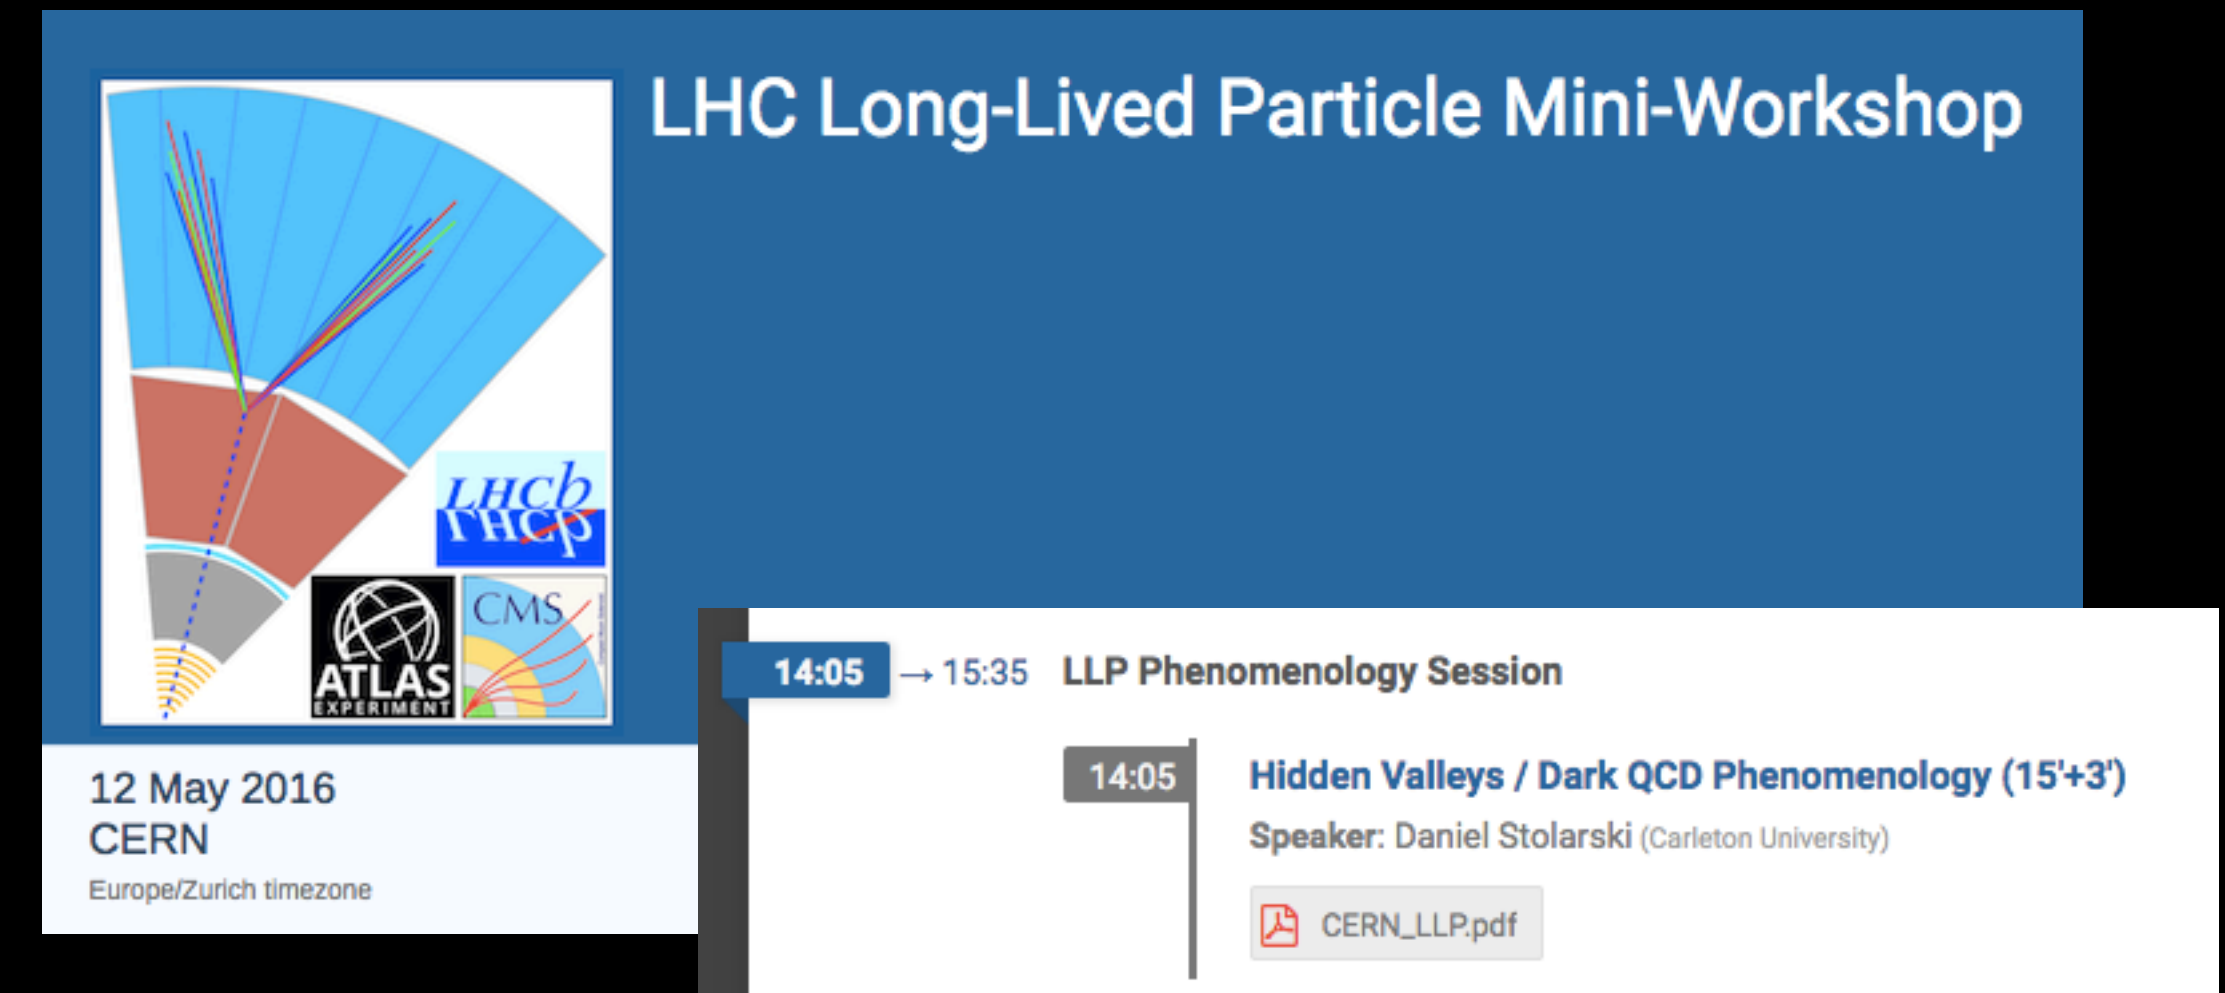 LHC Long-Lived Particle Mini-Workshop
LHCb
LHCb
ATLAS
EXPERIMENT
CMS
12 May 2016
CERN
Europe/Zurich timezone
14:05 → 15:35 LLP Phenomenology Session
14:05 Hidden Valleys / Dark QCD Phenomenology (15'+3')
Speaker: Daniel Stolarski (Carleton University)
CERN_LLP.pdf